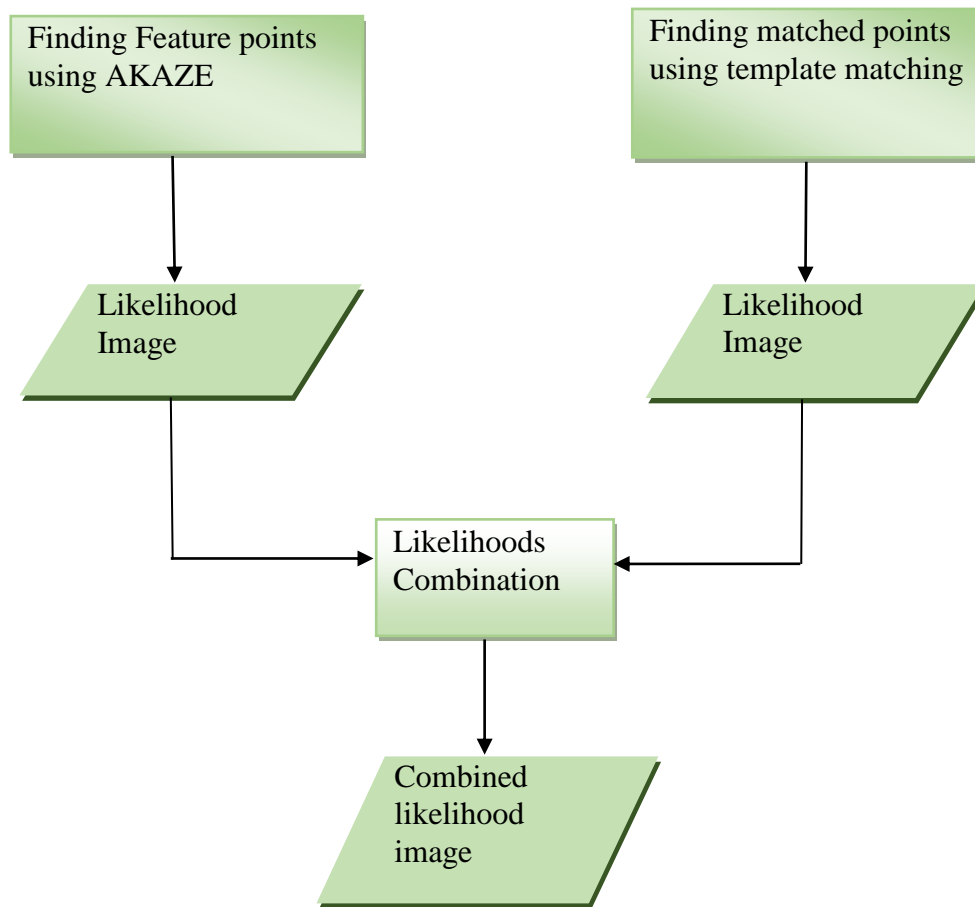 Finding Feature points
using AKAZE
Finding matched points
using template matching
Likelihood
Image
Likelihood
Image
Likelihoods
Combination
Combined
likelihood
image